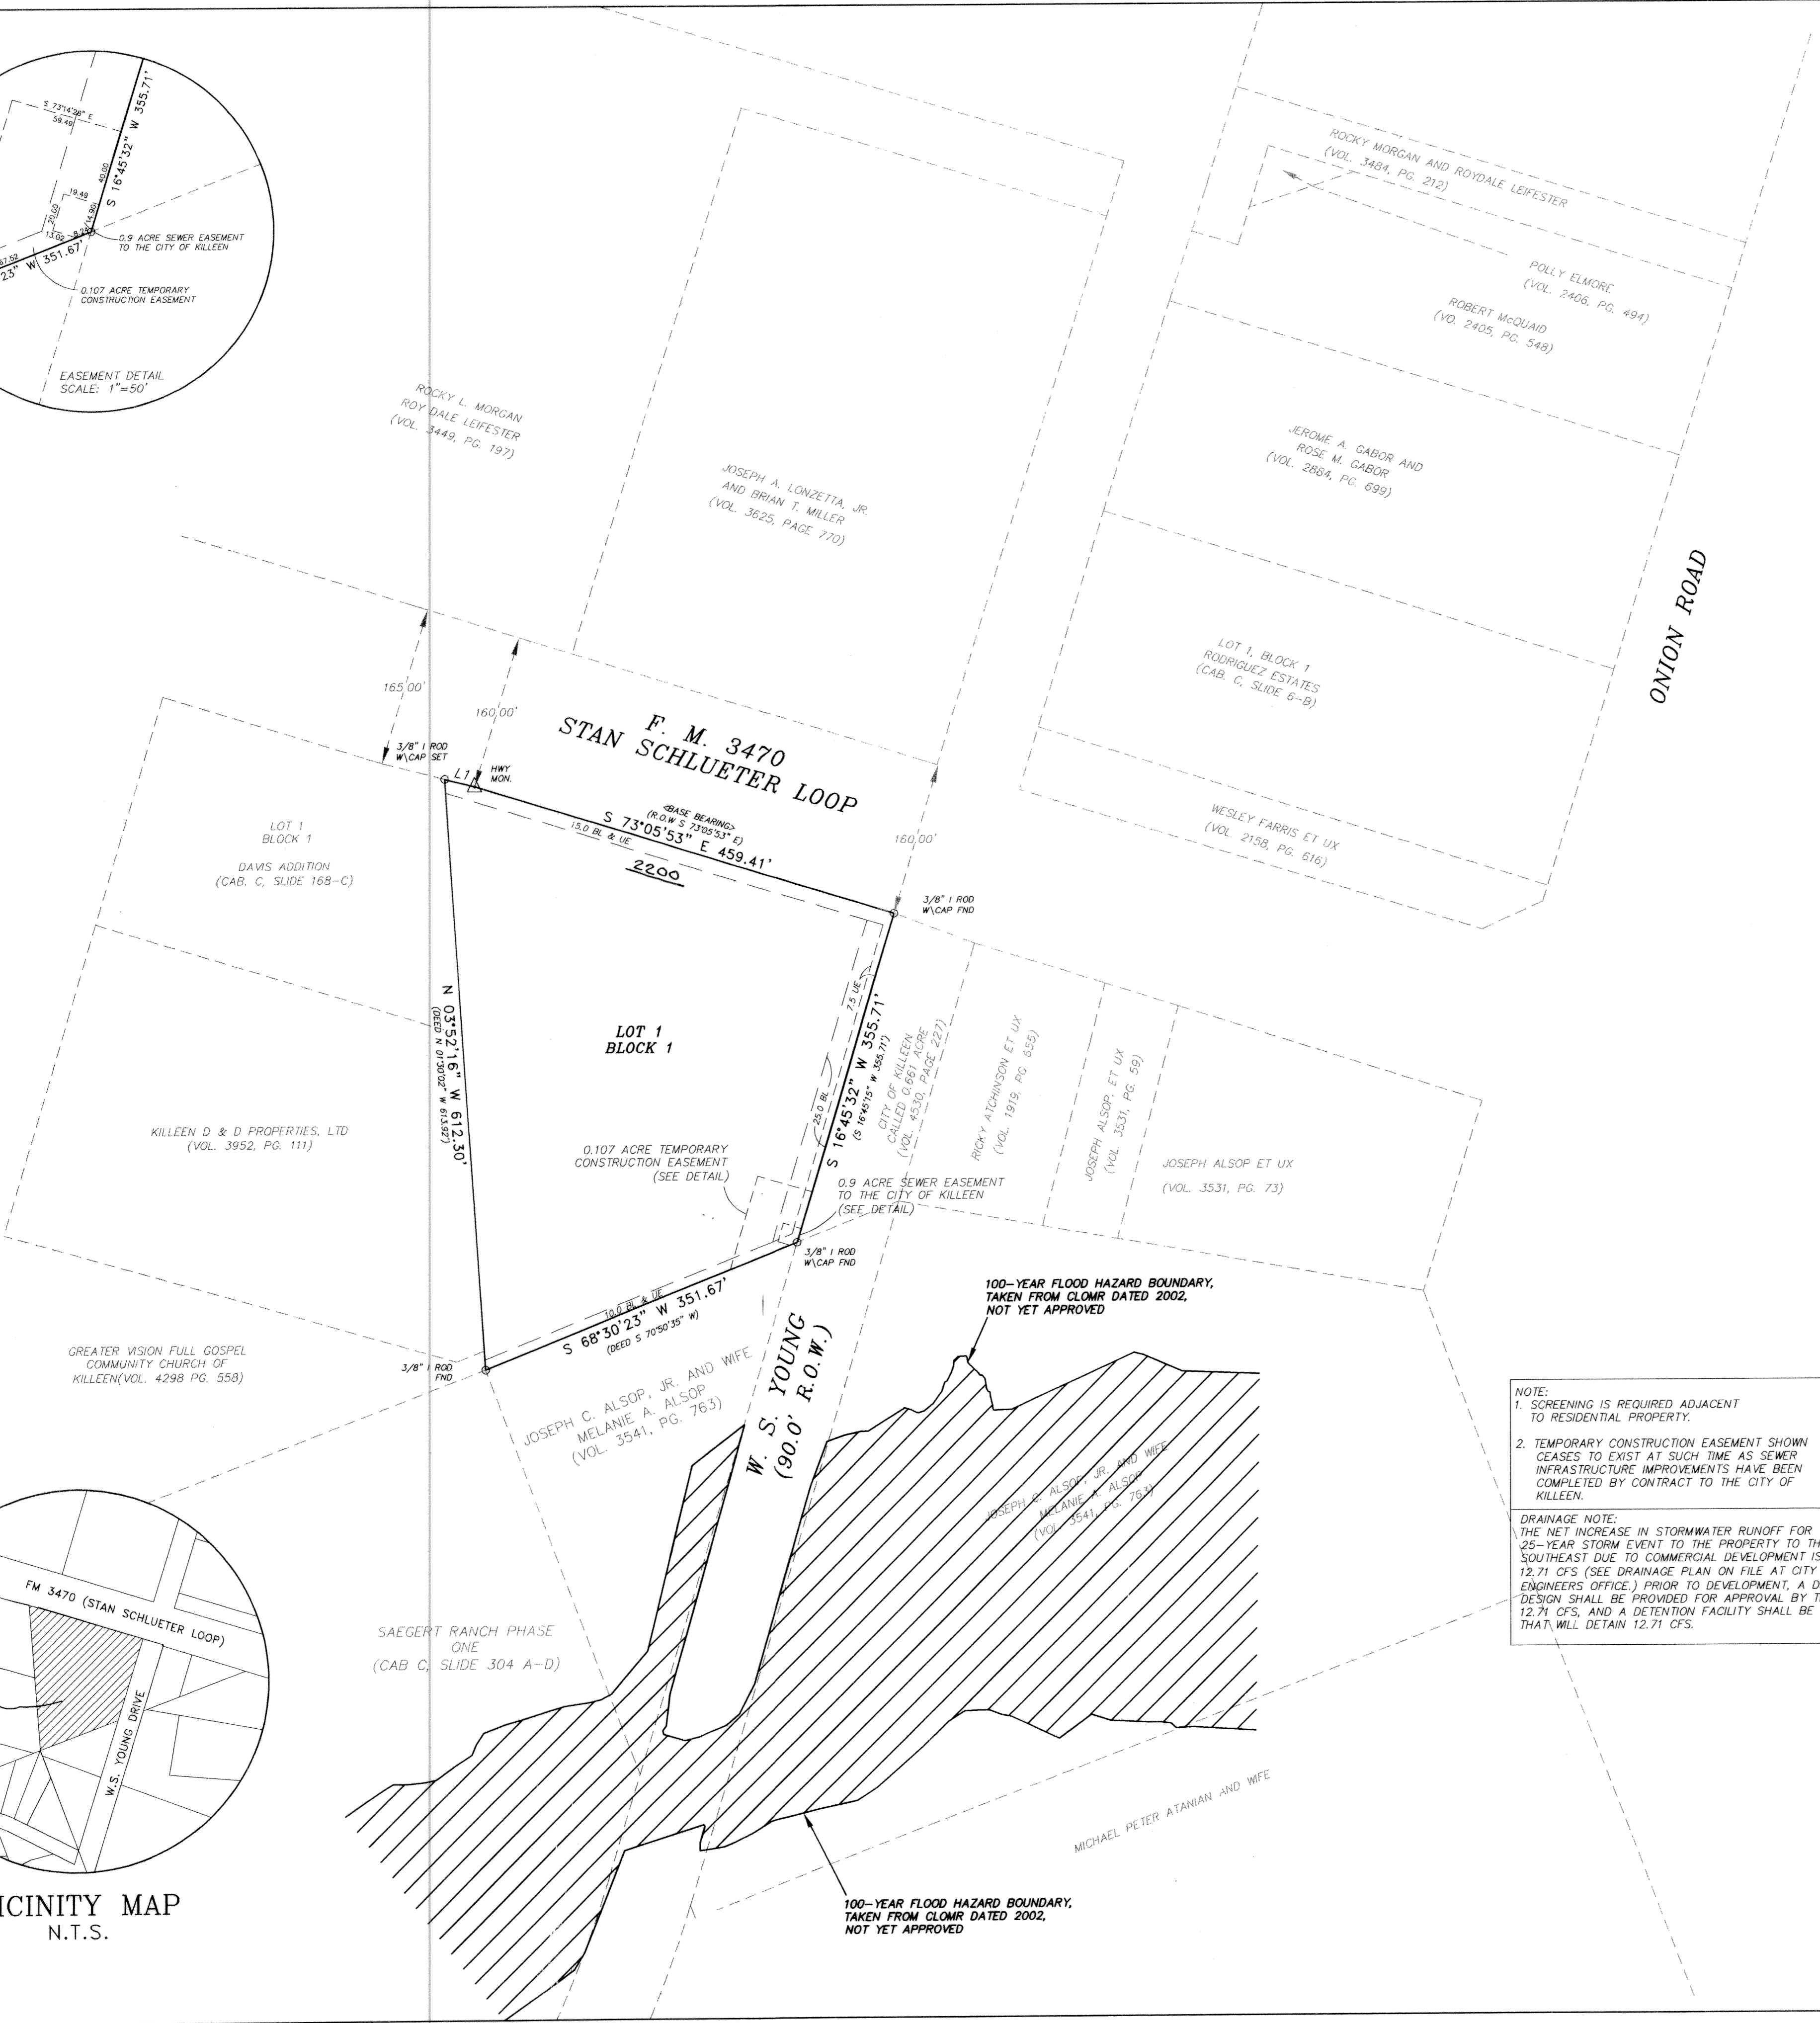 S 73°14'28" E
59.49
S 16°45'32" W 355.71'
40.00
19.49
20.00
(14.90)
13.02
8.24
67.52
23" W 351.67'
0.9 ACRE SEWER EASEMENT
TO THE CITY OF KILLEEN
0.107 ACRE TEMPORARY
CONSTRUCTION EASEMENT
EASEMENT DETAIL
SCALE: 1"=50'
ROCKY MORGAN AND ROYDALE LEIFESTER
(VOL. 3484, PG. 212)
POLLY ELMORE
(VOL. 2406, PG. 494)
ROBERT McQUAID
(VO. 2405, PG. 548)
ROCKY L. MORGAN
ROY DALE LEIFESTER
(VOL. 3449, PG. 197)
JOSEPH A. LONZETTA, JR.
AND BRIAN T. MILLER
(VOL. 3625, PAGE 770)
JEROME A. GABOR AND
ROSE M. GABOR
(VOL. 2884, PG. 699)
ONION ROAD
LOT 1, BLOCK 1
RODRIGUEZ ESTATES
(CAB. C, SLIDE 6-B)
165.00'
160.00'
3/8" I ROD
W\CAP SET
L1
HWY
MON.
F. M. 3470
STAN SCHLUETER LOOP
<BASE BEARING>
(R.O.W S 73°05'53" E)
S 73°05'53" E 459.41'
15.0 BL & UE
2200
160.00'
WESLEY FARRIS ET UX
(VOL. 2158, PG. 616)
LOT 1
BLOCK 1
DAVIS ADDITION
(CAB. C, SLIDE 168-C)
3/8" I ROD
W\CAP FND
N 03°52'16" W 612.30'
(DEED N 01°30'02" W 613.92')
LOT 1
BLOCK 1
7.5 UE
25.0 BL
S 16°45'32" W 355.71'
(S 16°45'15" W 355.71')
CITY OF KILLEEN
CALLED 0.661 ACRE
(VOL. 4530, PAGE 227)
RICKY ATCHINSON ET UX
(VOL. 1919, PG. 655)
JOSEPH ALSOP, ET UX
(VOL. 3531, PG. 59)
JOSEPH ALSOP ET UX
(VOL. 3531, PG. 73)
KILLEEN D & D PROPERTIES, LTD
(VOL. 3952, PG. 111)
0.107 ACRE TEMPORARY
CONSTRUCTION EASEMENT
(SEE DETAIL)
0.9 ACRE SEWER EASEMENT
TO THE CITY OF KILLEEN
(SEE DETAIL)
3/8" I ROD
W\CAP FND
10.0 BL & UE
S 68°30'23" W 351.67'
(DEED S 70°50'35" W)
3/8" I ROD
FND
GREATER VISION FULL GOSPEL
COMMUNITY CHURCH OF
KILLEEN(VOL. 4298 PG. 558)
JOSEPH C. ALSOP, JR. AND WIFE
MELANIE A. ALSOP
(VOL. 3541, PG. 763)
W. S. YOUNG
(90.0' R.O.W.)
100-YEAR FLOOD HAZARD BOUNDARY,
TAKEN FROM CLOMR DATED 2002,
NOT YET APPROVED
JOSEPH C. ALSOP, JR. AND WIFE
MELANIE A. ALSOP
(VOL. 3541, PG. 763)
NOTE:
1. SCREENING IS REQUIRED ADJACENT
TO RESIDENTIAL PROPERTY.
2. TEMPORARY CONSTRUCTION EASEMENT SHOWN
CEASES TO EXIST AT SUCH TIME AS SEWER
INFRASTRUCTURE IMPROVEMENTS HAVE BEEN
COMPLETED BY CONTRACT TO THE CITY OF
KILLEEN.
DRAINAGE NOTE:
THE NET INCREASE IN STORMWATER RUNOFF FOR
25-YEAR STORM EVENT TO THE PROPERTY TO TH
SOUTHEAST DUE TO COMMERCIAL DEVELOPMENT IS
12.71 CFS (SEE DRAINAGE PLAN ON FILE AT CITY
ENGINEERS OFFICE.) PRIOR TO DEVELOPMENT, A D
DESIGN SHALL BE PROVIDED FOR APPROVAL BY T
12.71 CFS, AND A DETENTION FACILITY SHALL BE
THAT WILL DETAIN 12.71 CFS.
SAEGERT RANCH PHASE
ONE
(CAB C, SLIDE 304 A-D)
FM 3470 (STAN SCHLUETER LOOP)
W.S. YOUNG DRIVE
ICINITY MAP
N.T.S.
MICHAEL PETER ATANIAN AND WIFE
100-YEAR FLOOD HAZARD BOUNDARY,
TAKEN FROM CLOMR DATED 2002,
NOT YET APPROVED